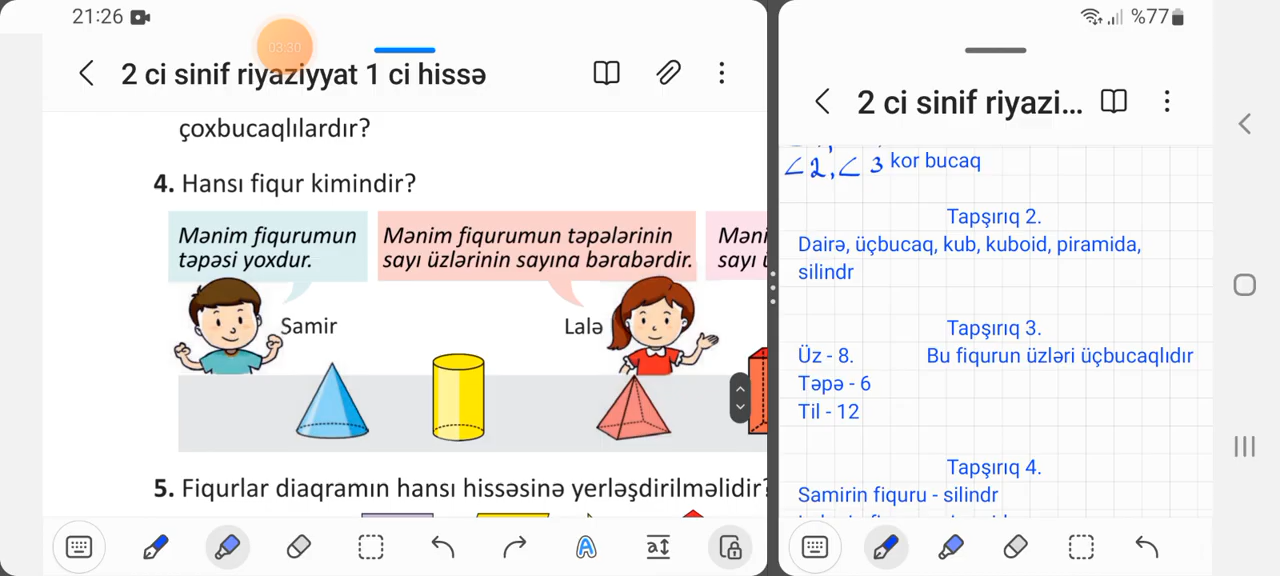 21:26
%77
03:30
2 ci sinif riyaziyyat 1 ci hissə
çoxbucaqlılardır?
4. Hansı fiqur kimindir?
Mənim fiqurumun
təpəsi yoxdur.
Mənim fiqurumun təpələrinin
sayı üzlərinin sayına bərabərdir.
Məni
sayı
Samir
Lalə
5. Fiqurlar diaqramın hansı hissəsinə yerləşdirilməlidir?
2 ci sinif riyazi...
∠2, ∠3 kor bucaq
Tapşırıq 2.
Dairə, üçbucaq, kub, kuboid, piramida,
silindr
Tapşırıq 3.
Üz - 8. Bu fiqurun üzləri üçbucaqlıdır
Təpə - 6
Til - 12
Tapşırıq 4.
Samirin fiquru - silindr